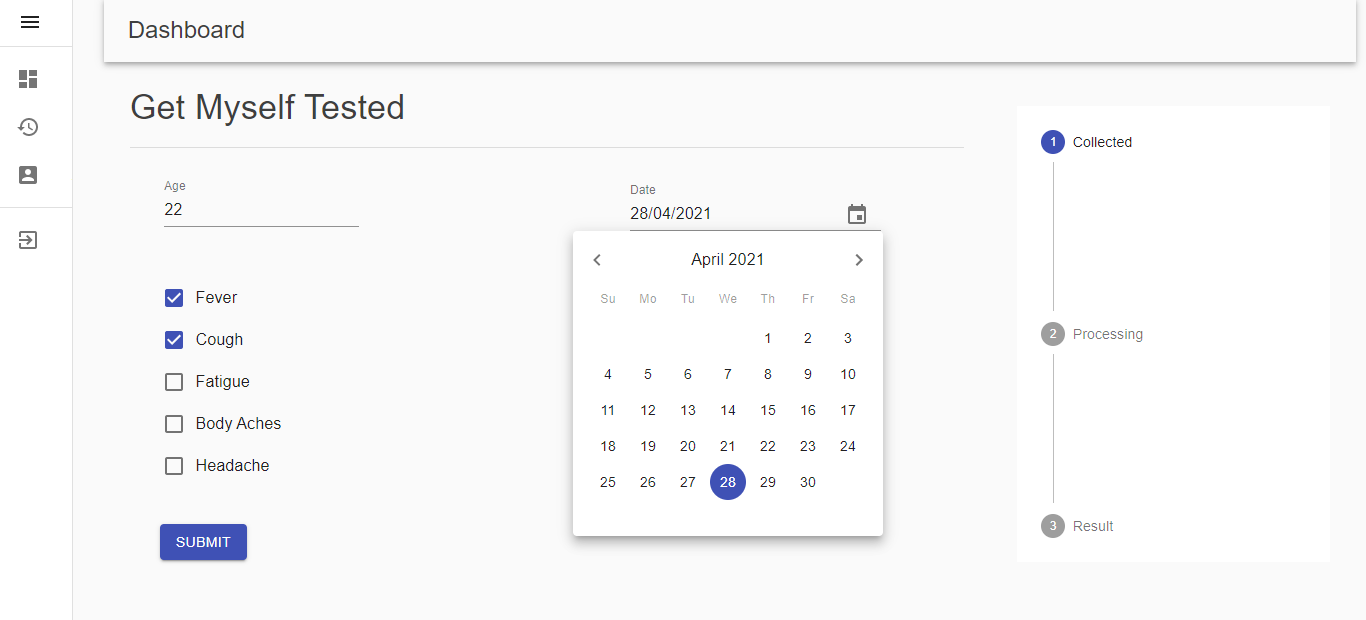 Dashboard
Get Myself Tested
Age
22
Date
28/04/2021
April 2021
Su Mo Tu We Th Fr Sa
1 2 3
4 5 6 7 8 9 10
11 12 13 14 15 16 17
18 19 20 21 22 23 24
25 26 27 28 29 30
Fever
Cough
Fatigue
Body Aches
Headache
SUBMIT
1 Collected
2 Processing
3 Result